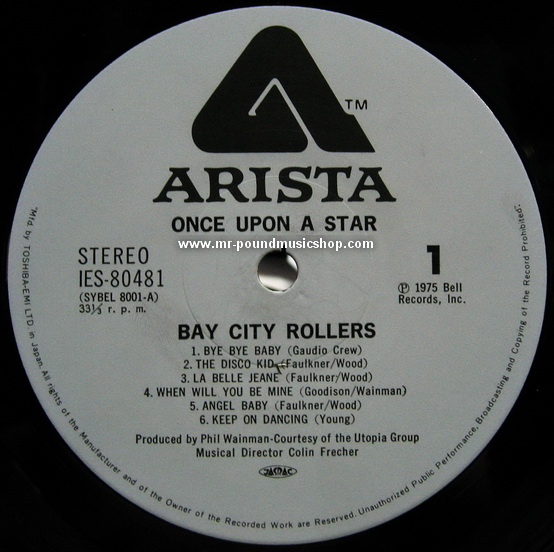 TM
ARISTA
ONCE UPON A STAR
www.mr-poundmusicshop.com
STEREO
IES-80481
(SYBEL 8001-A)
33⅓ r. p. m.
1
Ⓟ 1975 Bell
Records, Inc.
BAY CITY ROLLERS
1. BYE BYE BABY (Gaudio Crew)
2. THE DISCO KID (Faulkner/Wood)
3. LA BELLE JEANE (Faulkner/Wood)
4. WHEN WILL YOU BE MINE (Goodison/Wainman)
5. ANGEL BABY (Faulkner/Wood)
6. KEEP ON DANCING (Young)
Produced by Phil Wainman-Courtesy of the Utopia Group
Musical Director Colin Frecher
JASRAC
"Mfd. by TOSHIBA-EMI LTD. in Japan. All rights of the Manufacturer and of the Owner of the Recorded Work are Reserved. Unauthorized Public Performance, Broadcasting and Copying of the Record Prohibited".